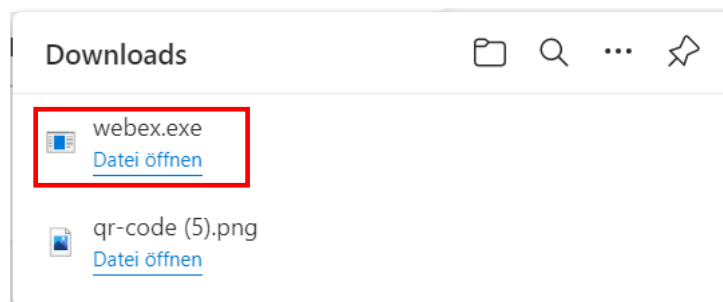 Downloads
webex.exe
Datei öffnen
qr-code (5).png
Datei öffnen